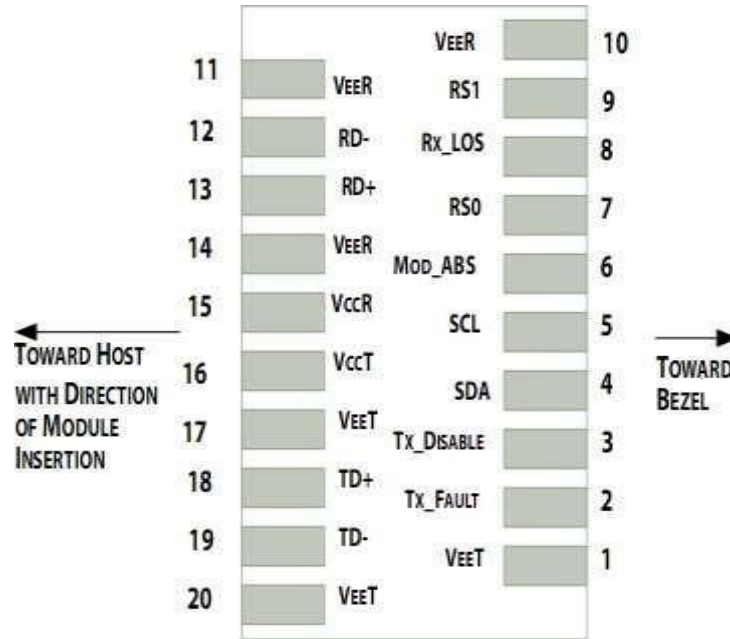 VEER 10
11 VEER
RS1 9
12 RD-
RX_LOS 8
13 RD+
RS0 7
14 VEER
MOD_ABS 6
15 VCCR
SCL 5
TOWARD HOST
WITH DIRECTION
OF MODULE
INSERTION
TOWARD
BEZEL
16 VCCT
SDA 4
17 VEET
TX_DISABLE 3
18 TD+
TX_FAULT 2
19 TD-
VEET 1
20 VEET